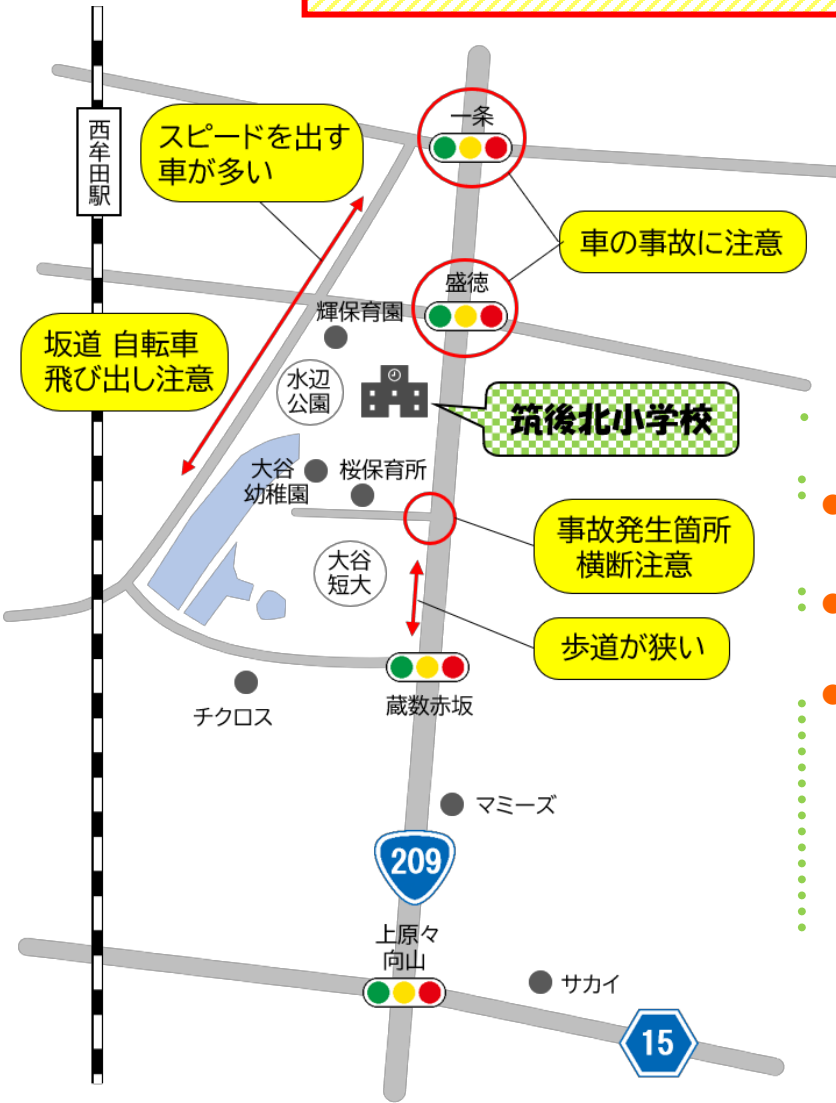 一条
西牟田駅
スピードを出す
車が多い
車の事故に注意
盛徳
輝保育園
坂道 自転車
飛び出し注意
水辺
公園
筑後北小学校
大谷
幼稚園
桜保育所
事故発生箇所
横断注意
大谷
短大
歩道が狭い
蔵数赤坂
チクロス
マミーズ
209
上原々
向山
サカイ
15